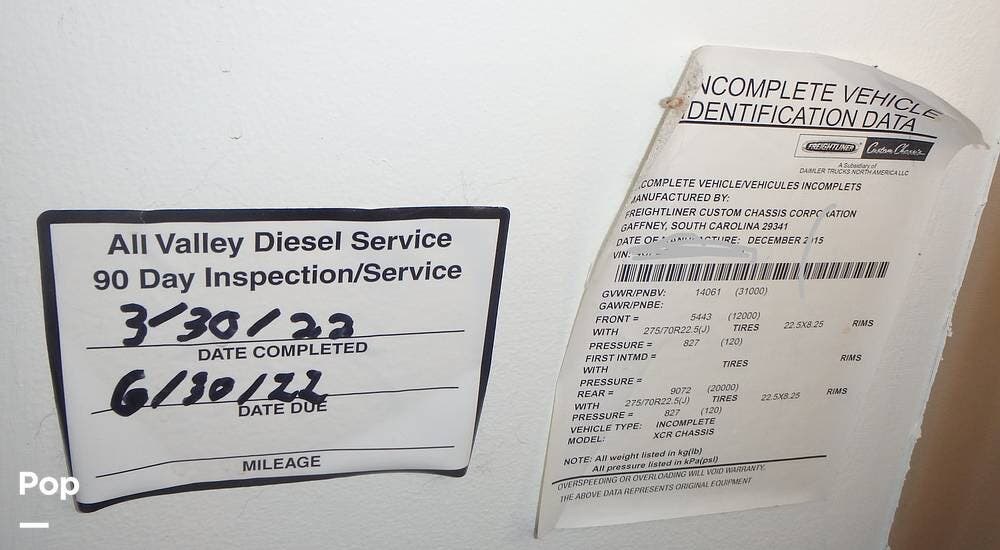 All Valley Diesel Service
90 Day Inspection/Service
3/30/22
DATE COMPLETED
6/30/22
DATE DUE
MILEAGE
NCOMPLETE VEHICLE
IDENTIFICATION DATA
FREIGHTLINER Custom Chassis
A Subsidiary of
DAIMLER TRUCKS NORTH AMERICA LLC
COMPLETE VEHICLE/VEHICULES INCOMPLETS
MANUFACTURED BY:
FREIGHTLINER CUSTOM CHASSIS CORPORATION
GAFFNEY, SOUTH CAROLINA 29341
DATE OF MANUFACTURE: DECEMBER 2015
VIN:
GVWR/PNBV: 14061 (31000)
GAWR/PNBE:
FRONT = 5443 (12000)
WITH 275/70R22.5(J) TIRES 22.5X8.25 RIMS
PRESSURE = 827 (120)
FIRST INTMD =
WITH TIRES RIMS
PRESSURE =
REAR = 9072 (20000)
WITH 275/70R22.5(J) TIRES 22.5X8.25 RIMS
PRESSURE = 827 (120)
VEHICLE TYPE: INCOMPLETE
MODEL: XCR CHASSIS
NOTE: All weight listed in kg(lb)
All pressure listed in kPa(psi)
OVERSPEEDING OR OVERLOADING WILL VOID WARRANTY.
THE ABOVE DATA REPRESENTS ORIGINAL EQUIPMENT
Pop